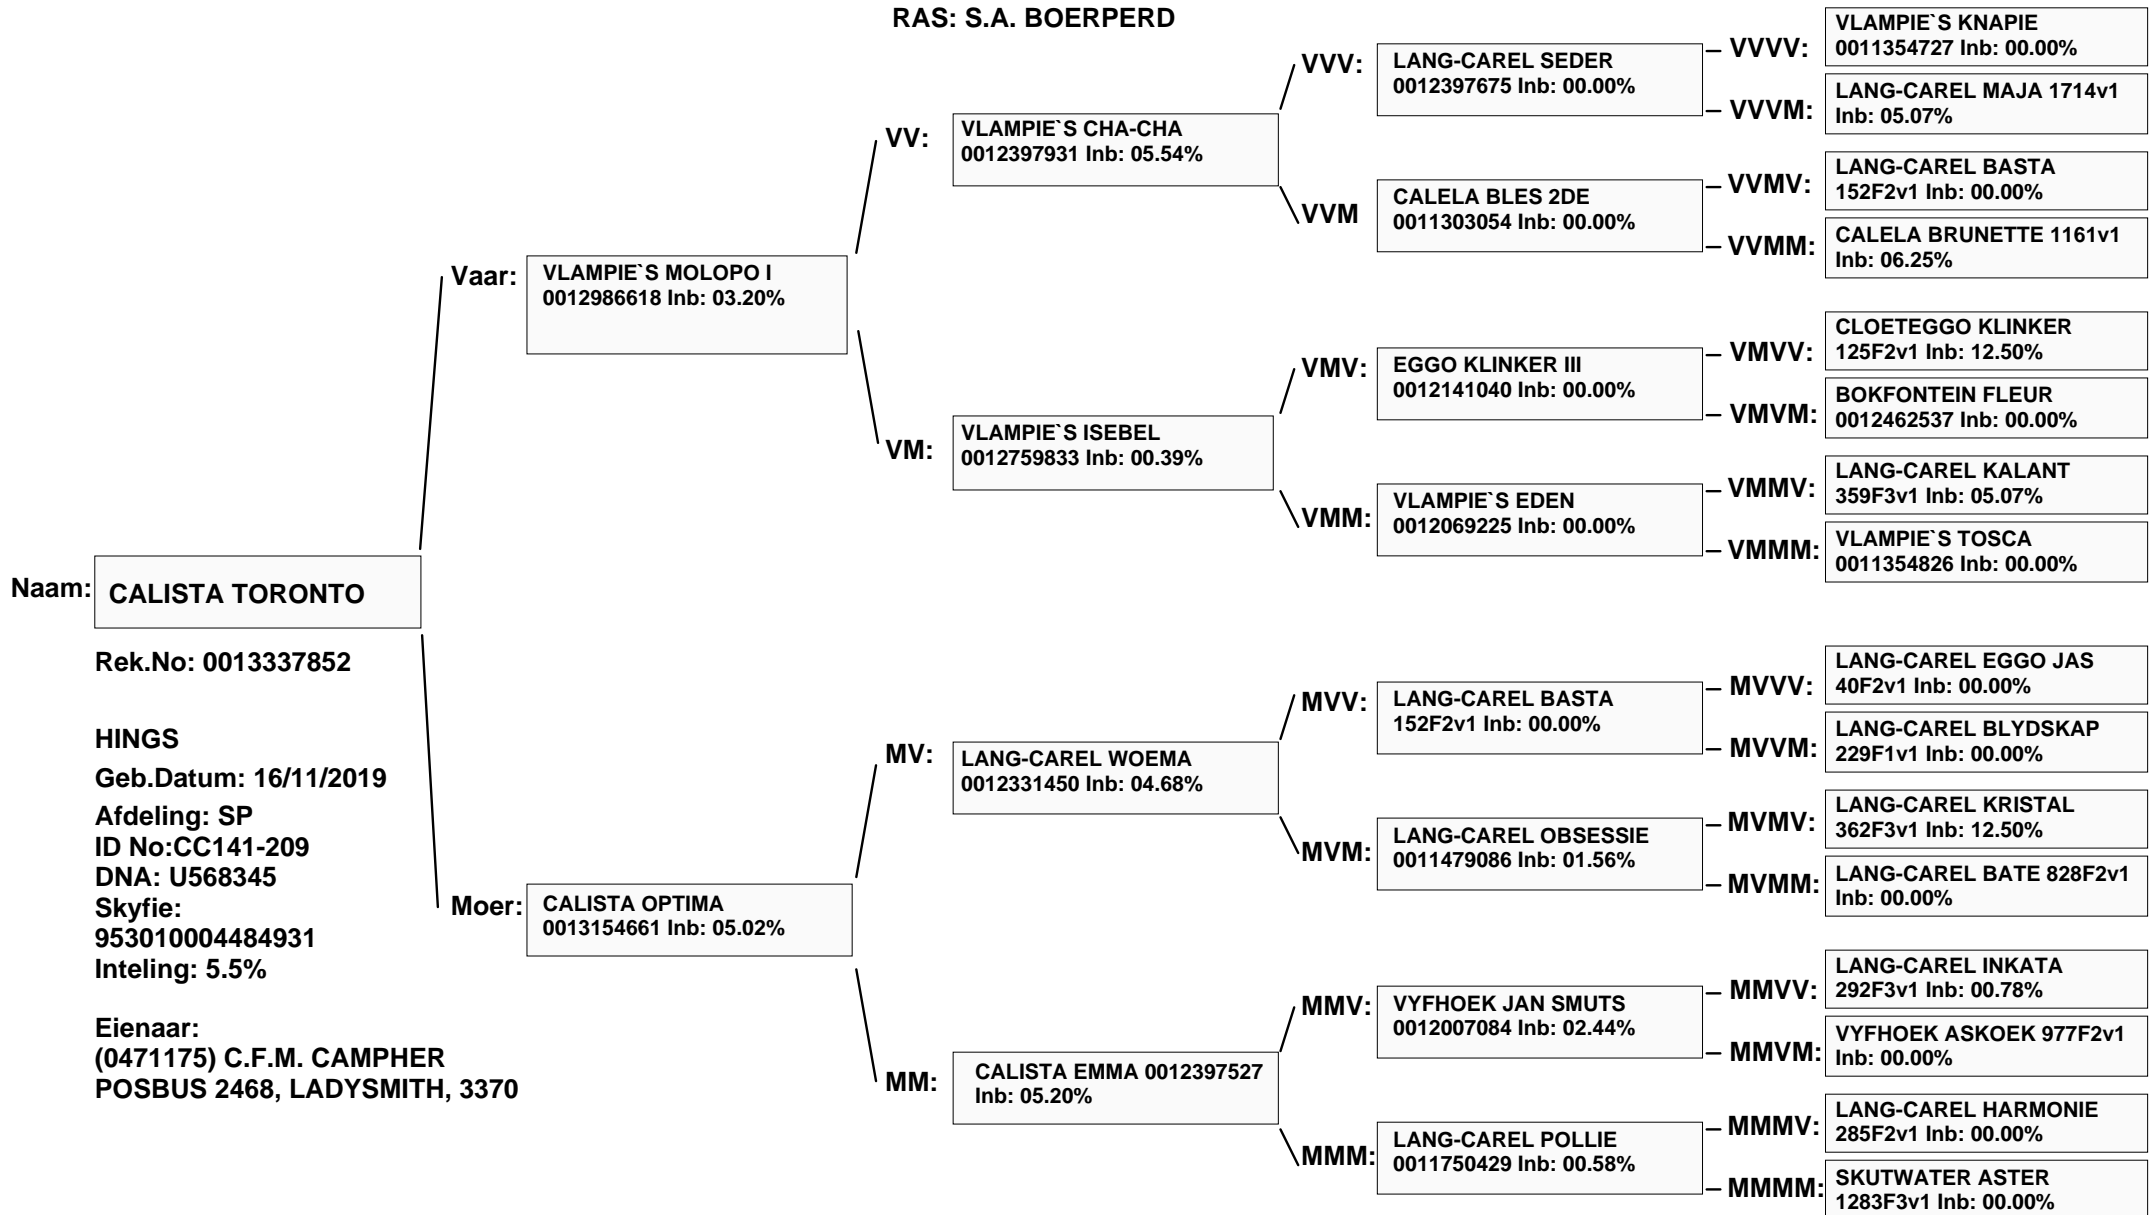 RAS: S.A. BOERPERD
Naam:
CALISTA TORONTO
Rek.No: 0013337852
HINGS
Geb.Datum: 16/11/2019
Afdeling: SP
ID No:CC141-209
DNA: U568345
Skyfie:
953010004484931
Inteling: 5.5%
Eienaar:
(0471175) C.F.M. CAMPHER
POSBUS 2468, LADYSMITH, 3370
Vaar:
VLAMPIE`S MOLOPO I
0012986618 Inb: 03.20%
Moer:
CALISTA OPTIMA
0013154661 Inb: 05.02%
VV:
VLAMPIE`S CHA-CHA
0012397931 Inb: 05.54%
VM:
VLAMPIE`S ISEBEL
0012759833 Inb: 00.39%
MV:
LANG-CAREL WOEMA
0012331450 Inb: 04.68%
MM:
CALISTA EMMA 0012397527
Inb: 05.20%
VVV:
LANG-CAREL SEDER
0012397675 Inb: 00.00%
VVM
CALELA BLES 2DE
0011303054 Inb: 00.00%
VMV:
EGGO KLINKER III
0012141040 Inb: 00.00%
VMM:
VLAMPIE`S EDEN
0012069225 Inb: 00.00%
MVV:
LANG-CAREL BASTA
152F2v1 Inb: 00.00%
MVM:
LANG-CAREL OBSESSIE
0011479086 Inb: 01.56%
MMV:
VYFHOEK JAN SMUTS
0012007084 Inb: 02.44%
MMM:
LANG-CAREL POLLIE
0011750429 Inb: 00.58%
VVVV:
VLAMPIE`S KNAPIE
0011354727 Inb: 00.00%
VVVM:
LANG-CAREL MAJA 1714v1
Inb: 05.07%
VVMV:
LANG-CAREL BASTA
152F2v1 Inb: 00.00%
VVMM:
CALELA BRUNETTE 1161v1
Inb: 06.25%
VMVV:
CLOETEGGO KLINKER
125F2v1 Inb: 12.50%
VMVM:
BOKFONTEIN FLEUR
0012462537 Inb: 00.00%
VMMV:
LANG-CAREL KALANT
359F3v1 Inb: 05.07%
VMMM:
VLAMPIE`S TOSCA
0011354826 Inb: 00.00%
MVVV:
LANG-CAREL EGGO JAS
40F2v1 Inb: 00.00%
MVVM:
LANG-CAREL BLYDSKAP
229F1v1 Inb: 00.00%
MVMV:
LANG-CAREL KRISTAL
362F3v1 Inb: 12.50%
MVMM:
LANG-CAREL BATE 828F2v1
Inb: 00.00%
MMVV:
LANG-CAREL INKATA
292F3v1 Inb: 00.78%
MMVM:
VYFHOEK ASKOEK 977F2v1
Inb: 00.00%
MMMV:
LANG-CAREL HARMONIE
285F2v1 Inb: 00.00%
MMMM:
SKUTWATER ASTER
1283F3v1 Inb: 00.00%